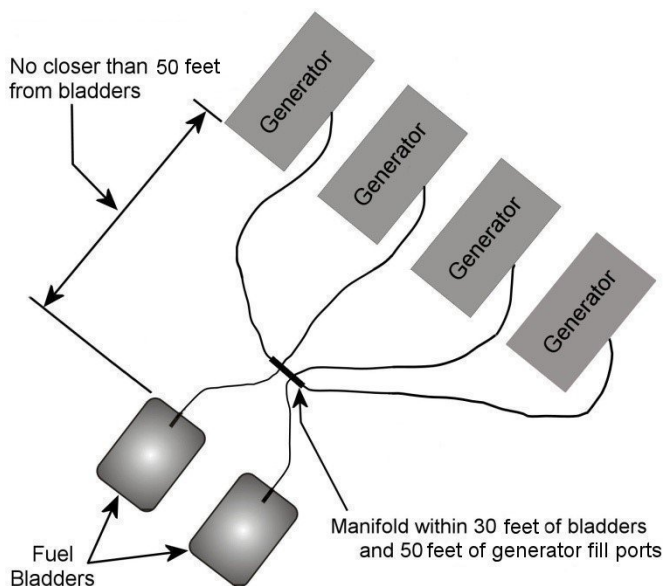 No closer than 50 feet
from bladders
Generator
Generator
Generator
Generator
Manifold within 30 feet of bladders
and 50 feet of generator fill ports
Fuel
Bladders